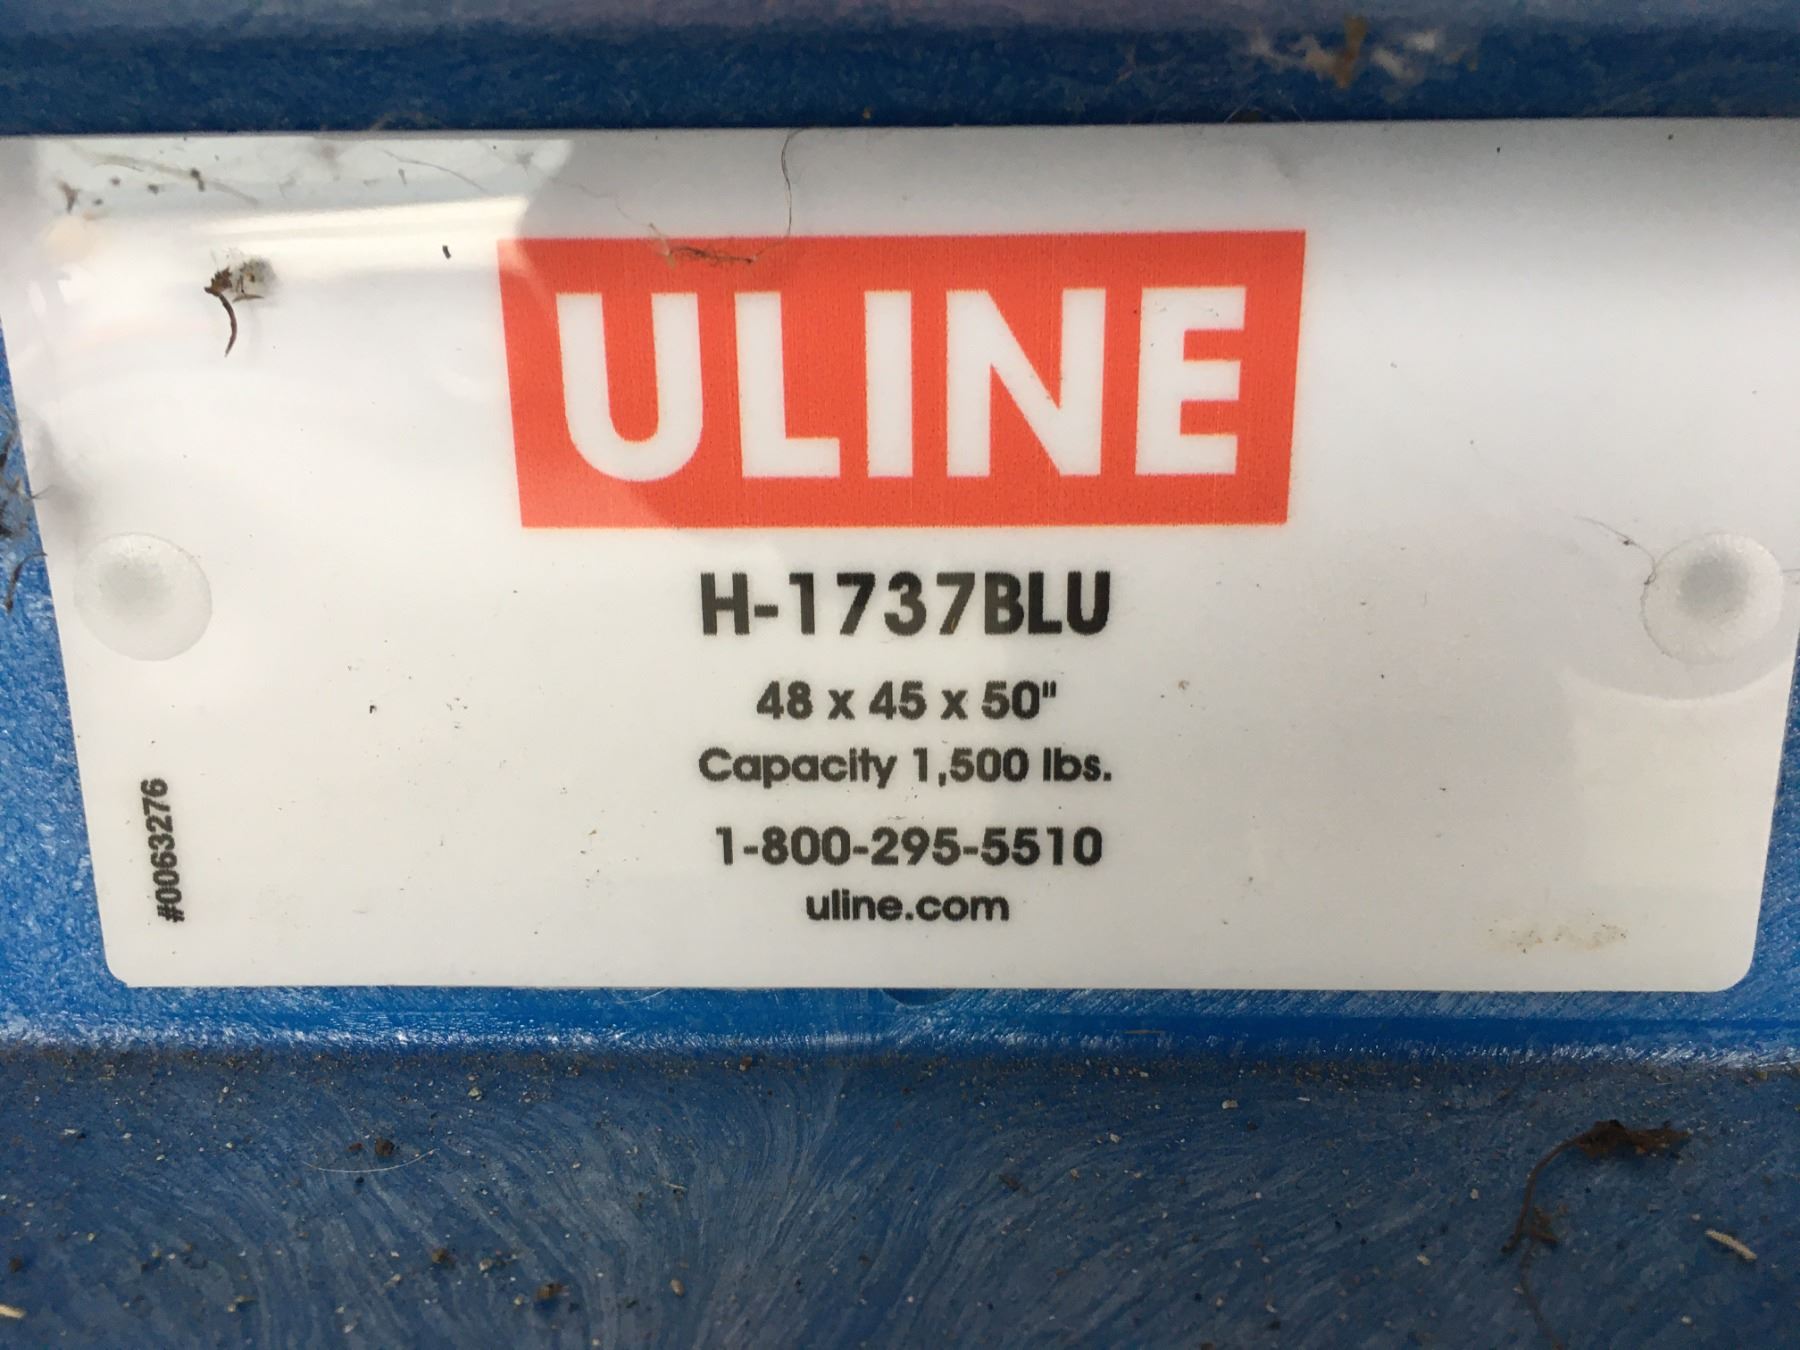 ULINE
H-1737BLU
48 x 45 x 50"
Capacity 1,500 lbs.
1-800-295-5510
uline.com
#0063276